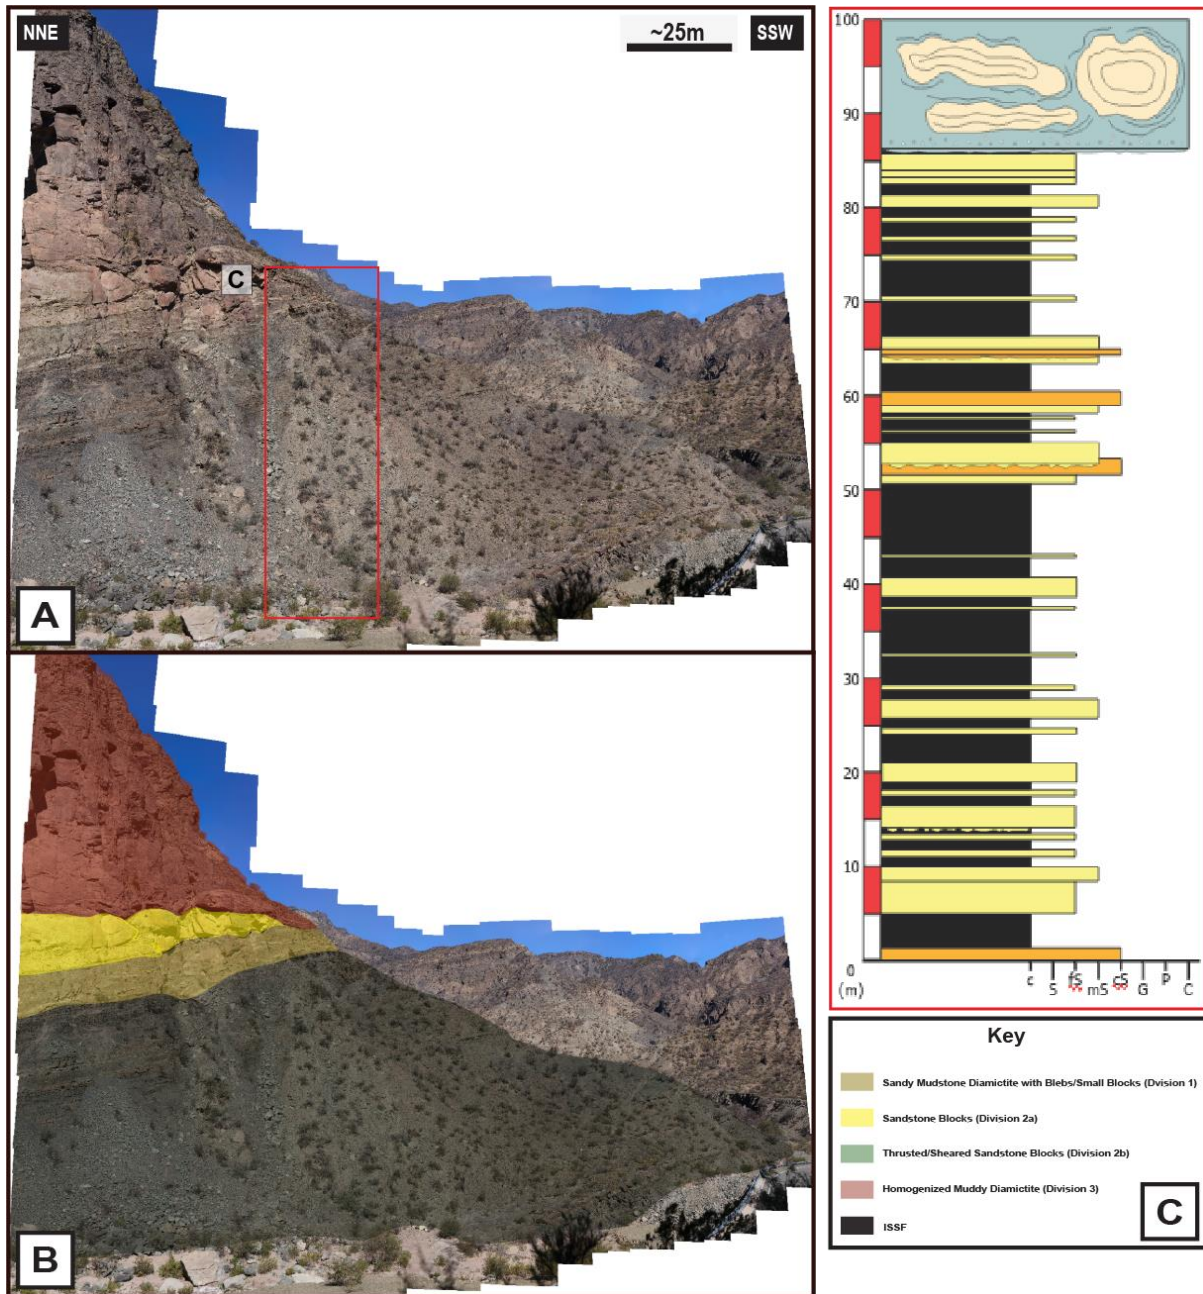 NNE
~25m
SSW
C
A
B
100
90
80
70
60
50
40
30
20
10
0
(m)
c
S
fS
mS
cS
G
P
C
Key
Sandy Mudstone Diamictite with Blebs/Small Blocks (Dvision 1)
Sandstone Blocks (Division 2a)
Thrusted/Sheared Sandstone Blocks (Division 2b)
Homogenized Muddy Diamictite (Division 3)
ISSF
C